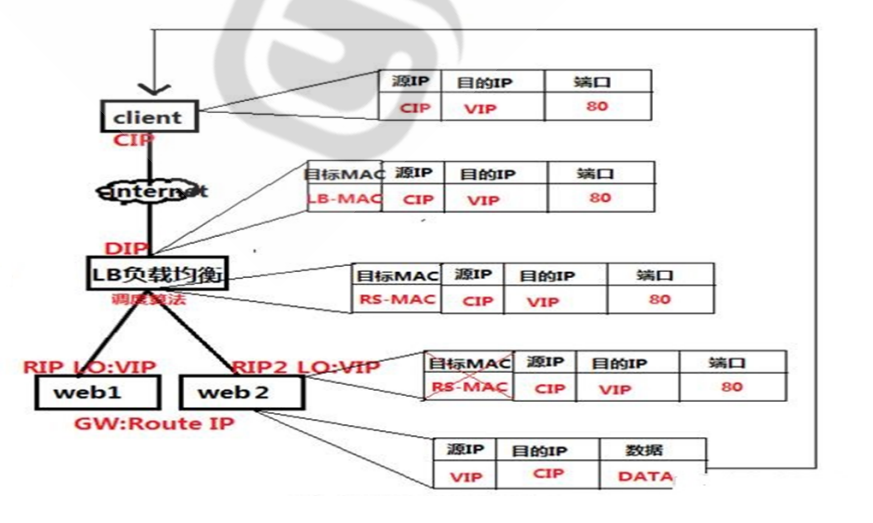 源IP 目的IP 端口
CIP VIP 80
client
CIP
internet
目标MAC 源IP 目的IP 端口
LB-MAC CIP VIP 80
DIP
LB负载均衡
调度算法
目标MAC 源IP 目的IP 端口
RS-MAC CIP VIP 80
RIP LO:VIP RIP2 LO:VIP
web1 web2
目标MAC 源IP 目的IP 端口
RS-MAC CIP VIP 80
GW:Route IP
源IP 目的IP 数据
VIP CIP DATA